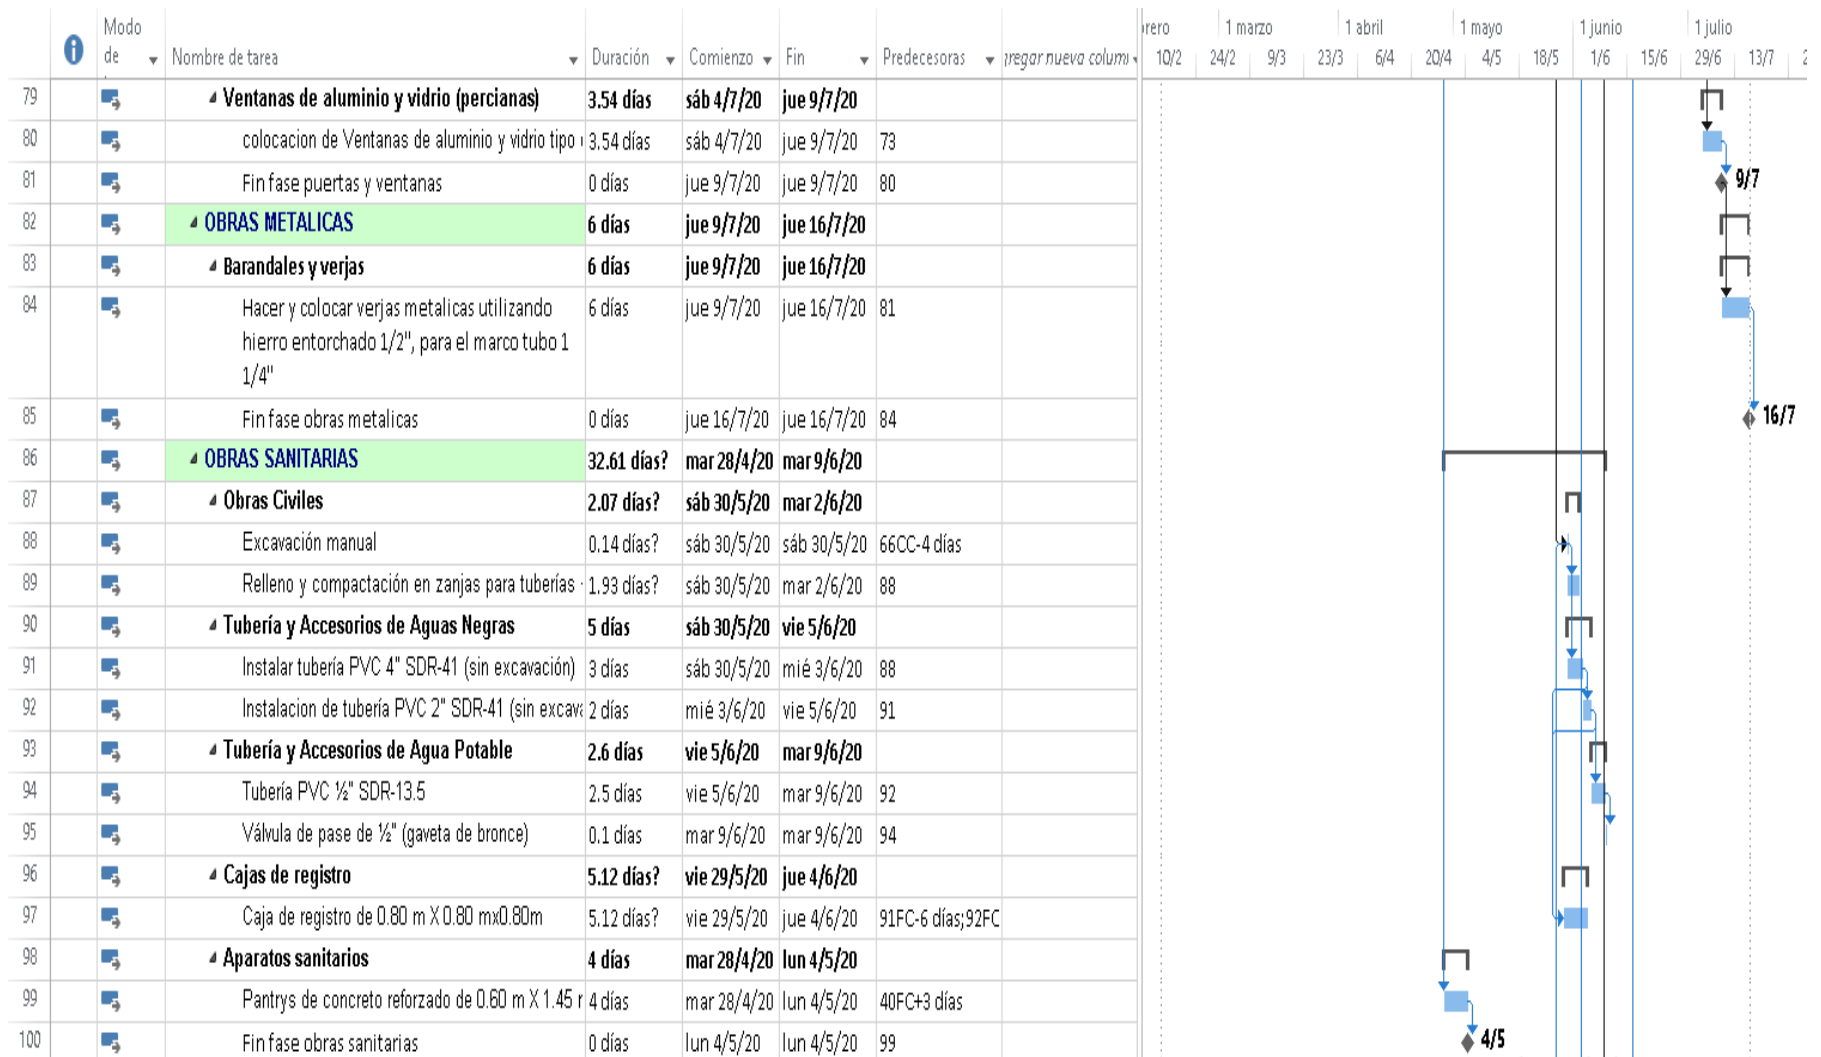 Modo
de
Nombre de tarea
Duración
Comienzo
Fin
Predecesoras
regar nueva colum
rero
1 marzo
1 abril
1 mayo
1 junio
1 julio
10/2 24/2 9/3 23/3 6/4 20/4 4/5 18/5 1/6 15/6 29/6 13/7 2
79 Ventanas de aluminio y vidrio (percianas) 3.54 días sáb 4/7/20 jue 9/7/20
80 colocacion de Ventanas de aluminio y vidrio tipo 3.54 días sáb 4/7/20 jue 9/7/20 73
81 Fin fase puertas y ventanas 0 días jue 9/7/20 jue 9/7/20 80 9/7
82 OBRAS METALICAS 6 días jue 9/7/20 jue 16/7/20
83 Barandales y verjas 6 días jue 9/7/20 jue 16/7/20
84 Hacer y colocar verjas metalicas utilizando 6 días jue 9/7/20 jue 16/7/20 81
hierro entorchado 1/2", para el marco tubo 1
1/4"
85 Fin fase obras metalicas 0 días jue 16/7/20 jue 16/7/20 84 16/7
86 OBRAS SANITARIAS 32.61 días? mar 28/4/20 mar 9/6/20
87 Obras Civiles 2.07 días? sáb 30/5/20 mar 2/6/20
88 Excavación manual 0.14 días? sáb 30/5/20 sáb 30/5/20 66CC-4 días
89 Relleno y compactación en zanjas para tuberías 1.93 días? sáb 30/5/20 mar 2/6/20 88
90 Tubería y Accesorios de Aguas Negras 5 días sáb 30/5/20 vie 5/6/20
91 Instalar tubería PVC 4" SDR-41 (sin excavación) 3 días sáb 30/5/20 mié 3/6/20 88
92 Instalacion de tubería PVC 2" SDR-41 (sin excava 2 días mié 3/6/20 vie 5/6/20 91
93 Tubería y Accesorios de Agua Potable 2.6 días vie 5/6/20 mar 9/6/20
94 Tubería PVC ½" SDR-13.5 2.5 días vie 5/6/20 mar 9/6/20 92
95 Válvula de pase de ½" (gaveta de bronce) 0.1 días mar 9/6/20 mar 9/6/20 94
96 Cajas de registro 5.12 días? vie 29/5/20 jue 4/6/20
97 Caja de registro de 0.80 m X 0.80 mx0.80m 5.12 días? vie 29/5/20 jue 4/6/20 91FC-6 días;92FC
98 Aparatos sanitarios 4 días mar 28/4/20 lun 4/5/20
99 Pantrys de concreto reforzado de 0.60 m X 1.45 4 días mar 28/4/20 lun 4/5/20 40FC+3 días
100 Fin fase obras sanitarias 0 días lun 4/5/20 lun 4/5/20 99 4/5